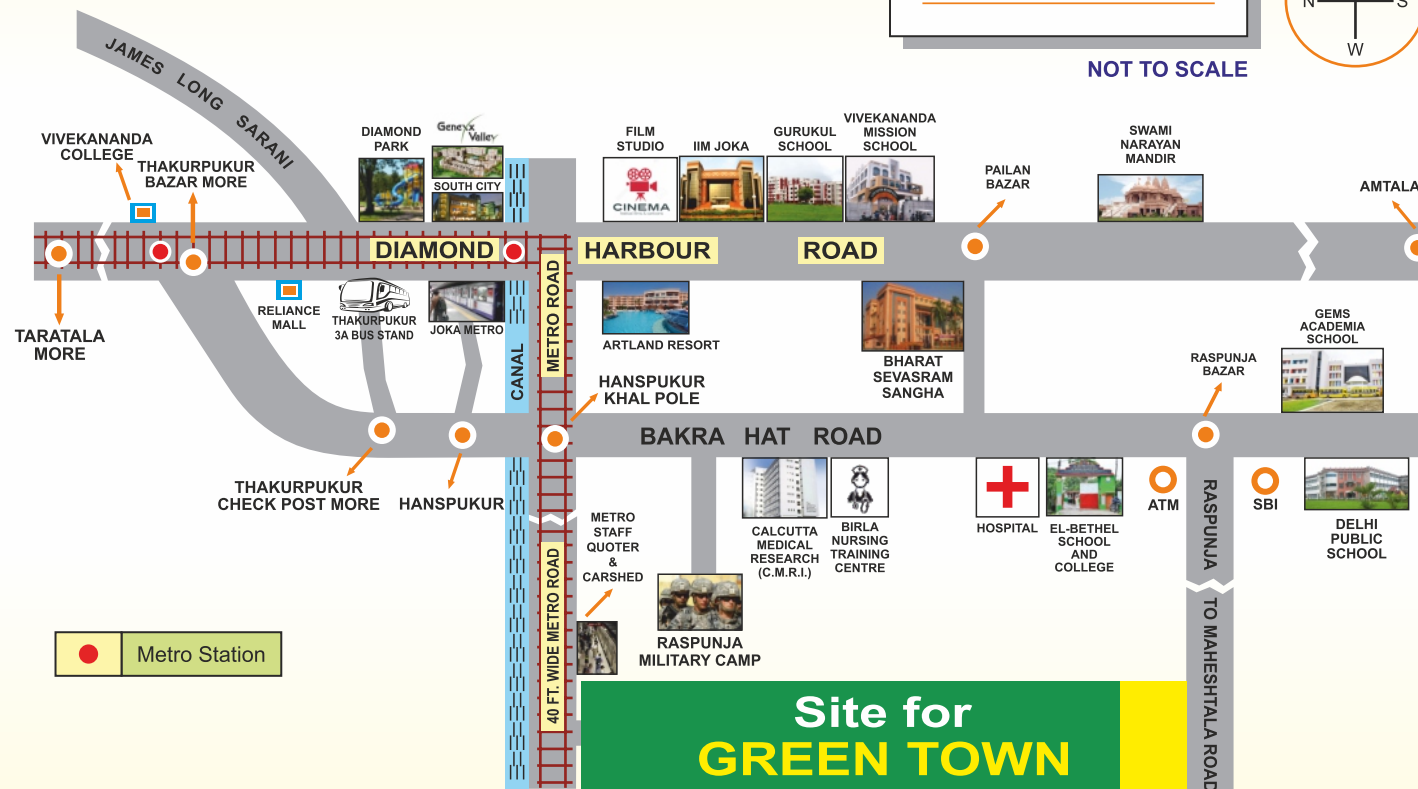 N
S
W
NOT TO SCALE
JAMES LONG SARANI
VIVEKANANDA
COLLEGE
THAKURPUKUR
BAZAR MORE
DIAMOND
PARK
Genexx
Valley
SOUTH CITY
FILM
STUDIO
CINEMA
IIM JOKA
GURUKUL
SCHOOL
VIVEKANANDA
MISSION
SCHOOL
PAILAN
BAZAR
SWAMI
NARAYAN
MANDIR
AMTALA
DIAMOND HARBOUR ROAD
TARATALA
MORE
RELIANCE
MALL
THAKURPUKUR
3A BUS STAND
JOKA METRO
CANAL
METRO ROAD
ARTLAND RESORT
BHARAT
SEVASRAM
SANGHA
GEMS
ACADEMIA
SCHOOL
RASPUNJA
BAZAR
HANSPUKUR
KHAL POLE
BAKRA HAT ROAD
THAKURPUKUR
CHECK POST MORE
HANSPUKUR
METRO
STAFF
QUOTER
&
CARSHED
CALCUTTA
MEDICAL
RESEARCH
(C.M.R.I.)
BIRLA
NURSING
TRAINING
CENTRE
HOSPITAL
EL-BETHEL
SCHOOL
AND
COLLEGE
ATM
SBI
DELHI
PUBLIC
SCHOOL
RASPUNJA TO MAHESHTALA ROAD
40 FT. WIDE METRO ROAD
RASPUNJA
MILITARY CAMP
Metro Station
Site for
GREEN TOWN